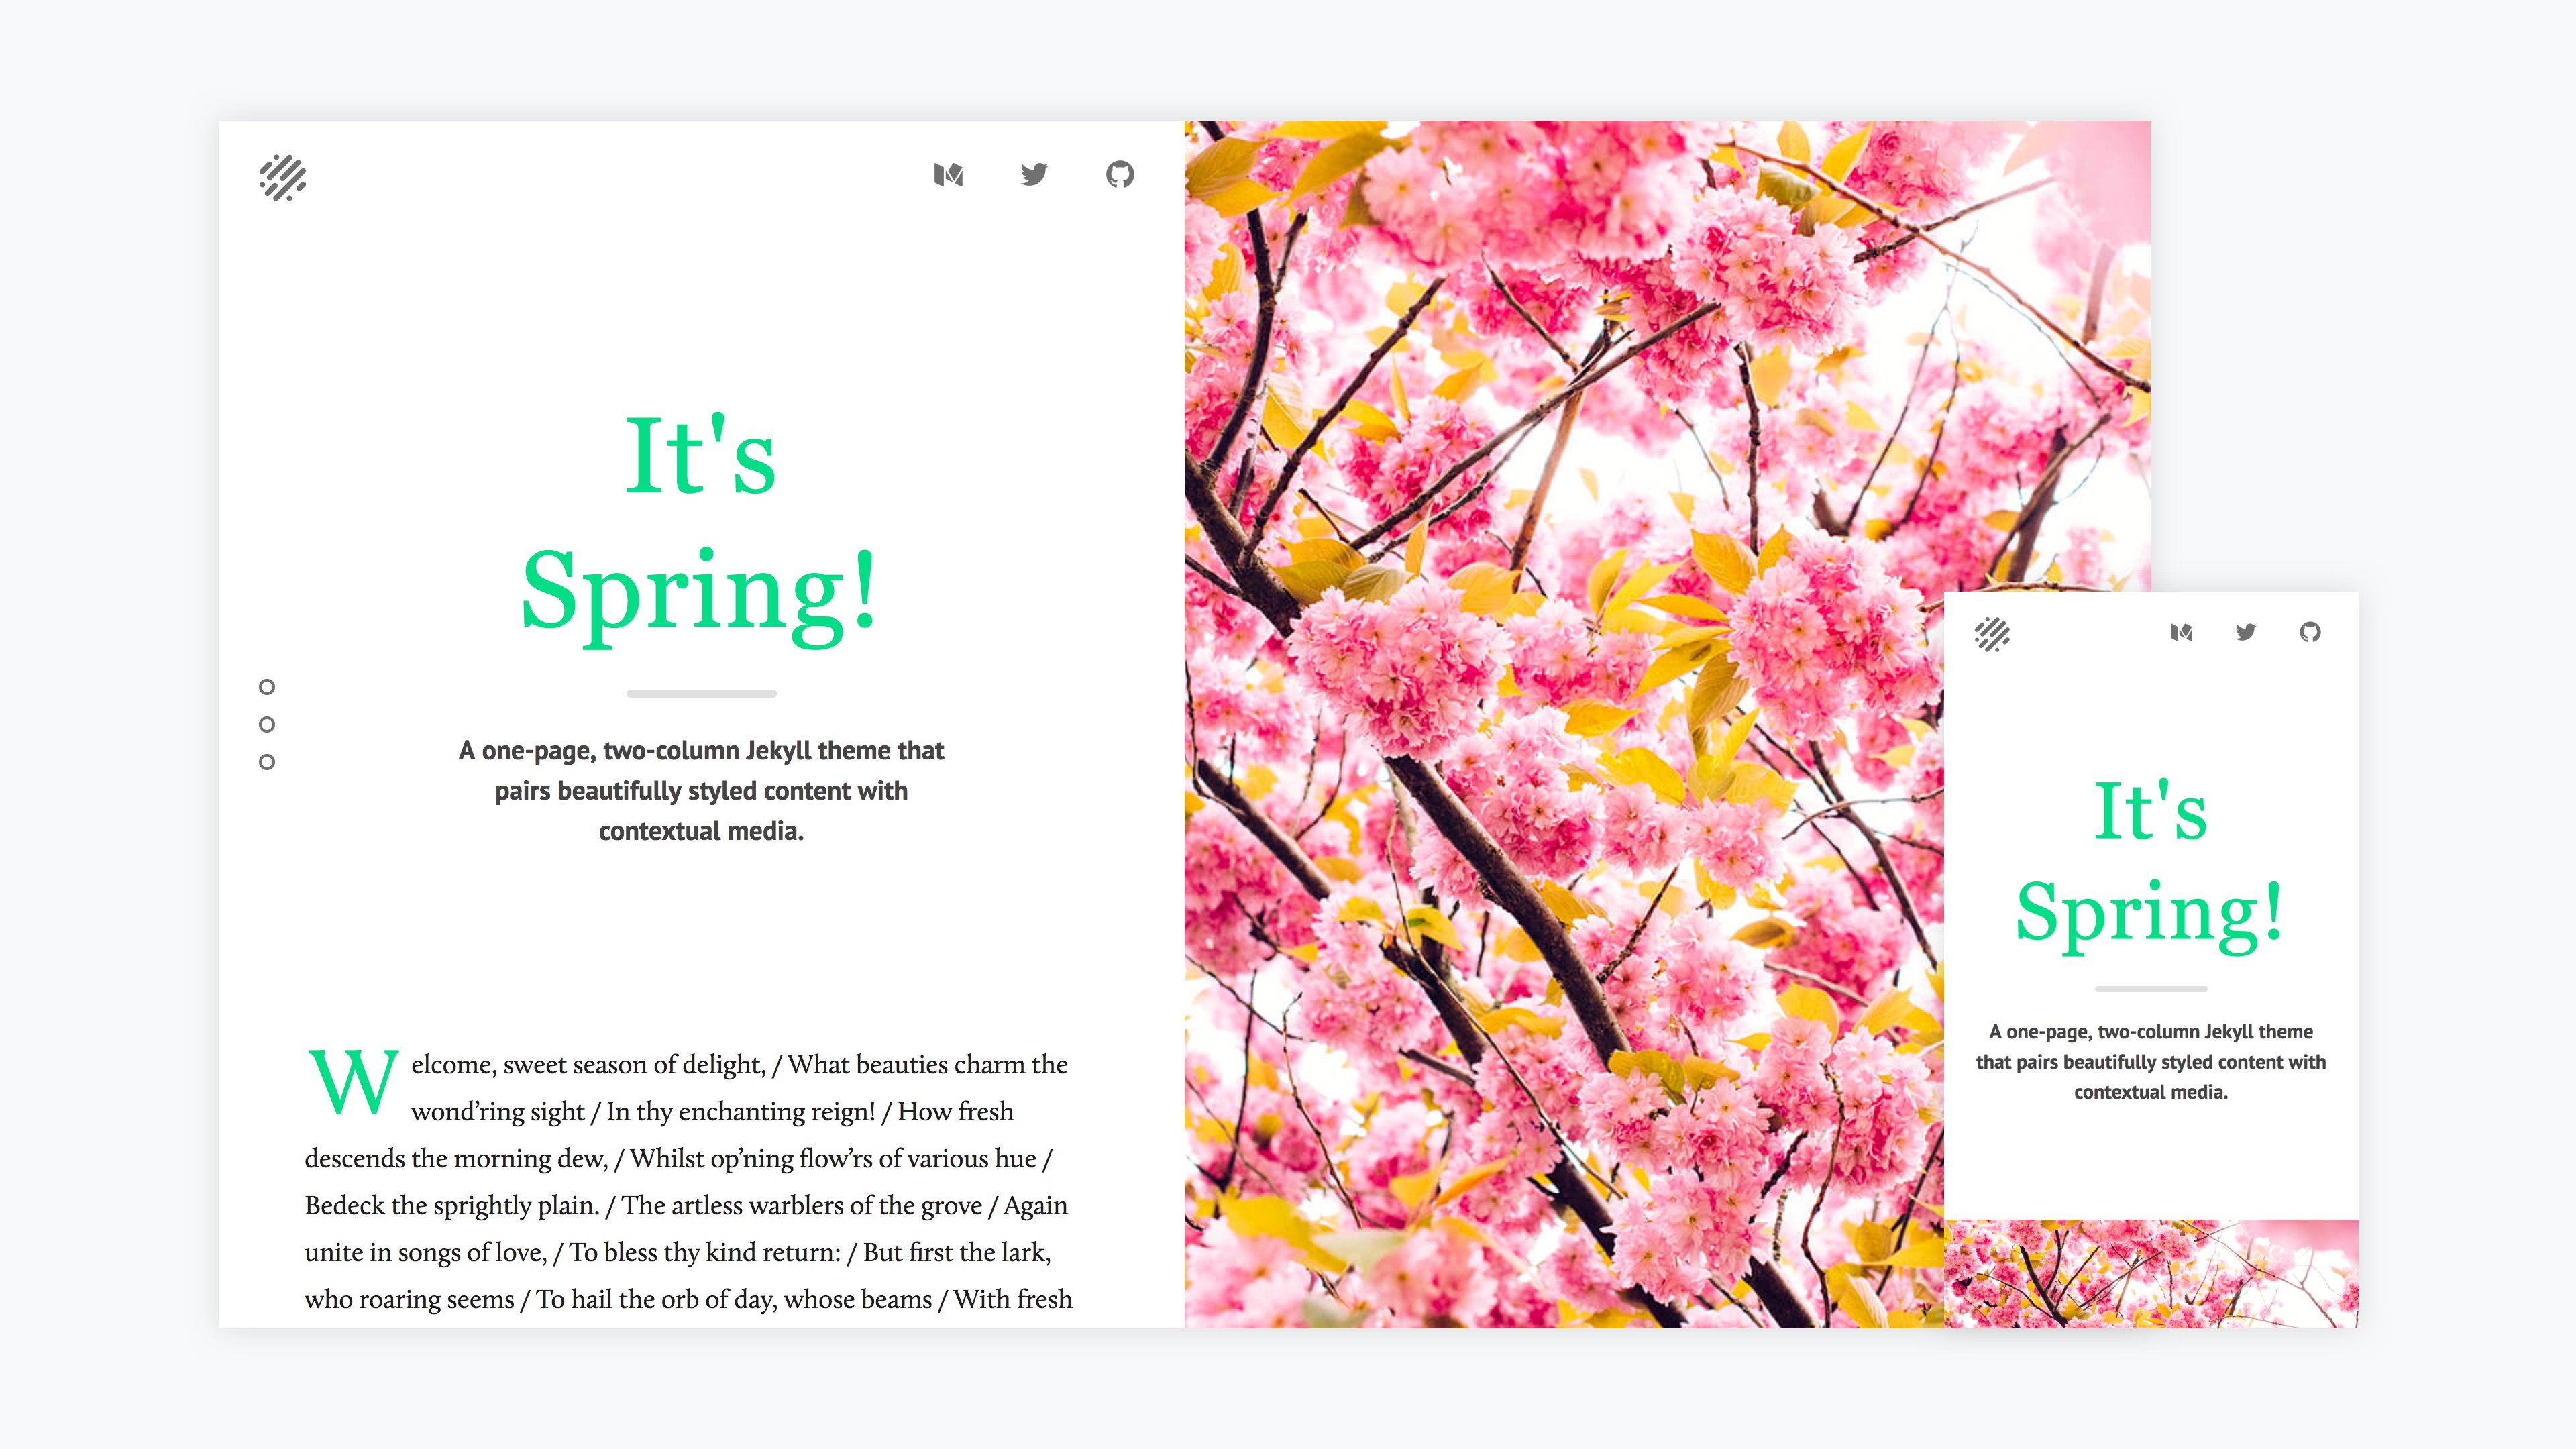 It's
Spring!
A one-page, two-column Jekyll theme that
pairs beautifully styled content with
contextual media.
Welcome, sweet season of delight, / What beauties charm the
wond’ring sight / In thy enchanting reign! / How fresh
descends the morning dew, / Whilst op’ning flow’rs of various hue /
Bedeck the sprightly plain. / The artless warblers of the grove / Again
unite in songs of love, / To bless thy kind return: / But first the lark,
who roaring seems / To hail the orb of day, whose beams / With fresh
It's
Spring!
A one-page, two-column Jekyll theme
that pairs beautifully styled content with
contextual media.